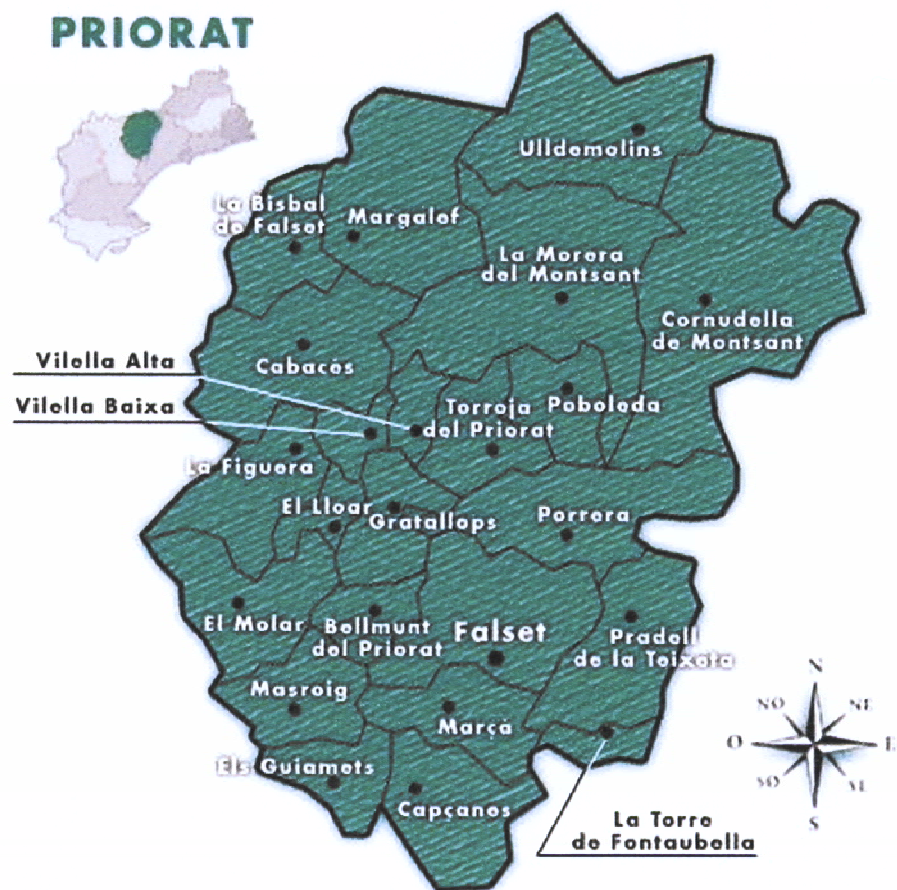 PRIORAT
Ulldemolins
La Bisbal
de Falset
Margalef
La Morera
del Montsant
Cornudella
de Montsant
Vilella Alta
Cabacés
Vilella Baixa
Torroja
del Priorat
Poboleda
La Figuera
El Lloar
Gratallops
Porrera
El Molar
Bellmunt
del Priorat
Falset
Pradell
de la Teixeta
Masroig
Marçà
Els Guiamets
Capçanes
La Torre
de Fontaubella
N
NO
NE
O
E
SO
SE
S